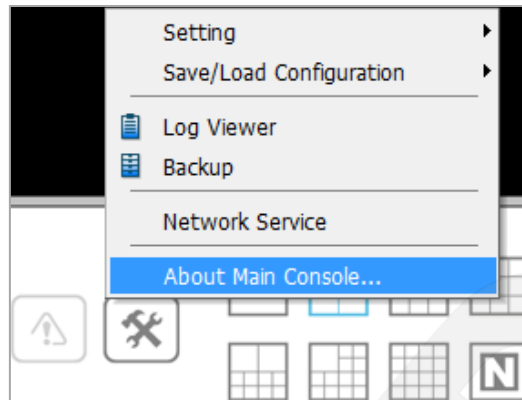 Setting
Save/Load Configuration
Log Viewer
Backup
Network Service
About Main Console...
N